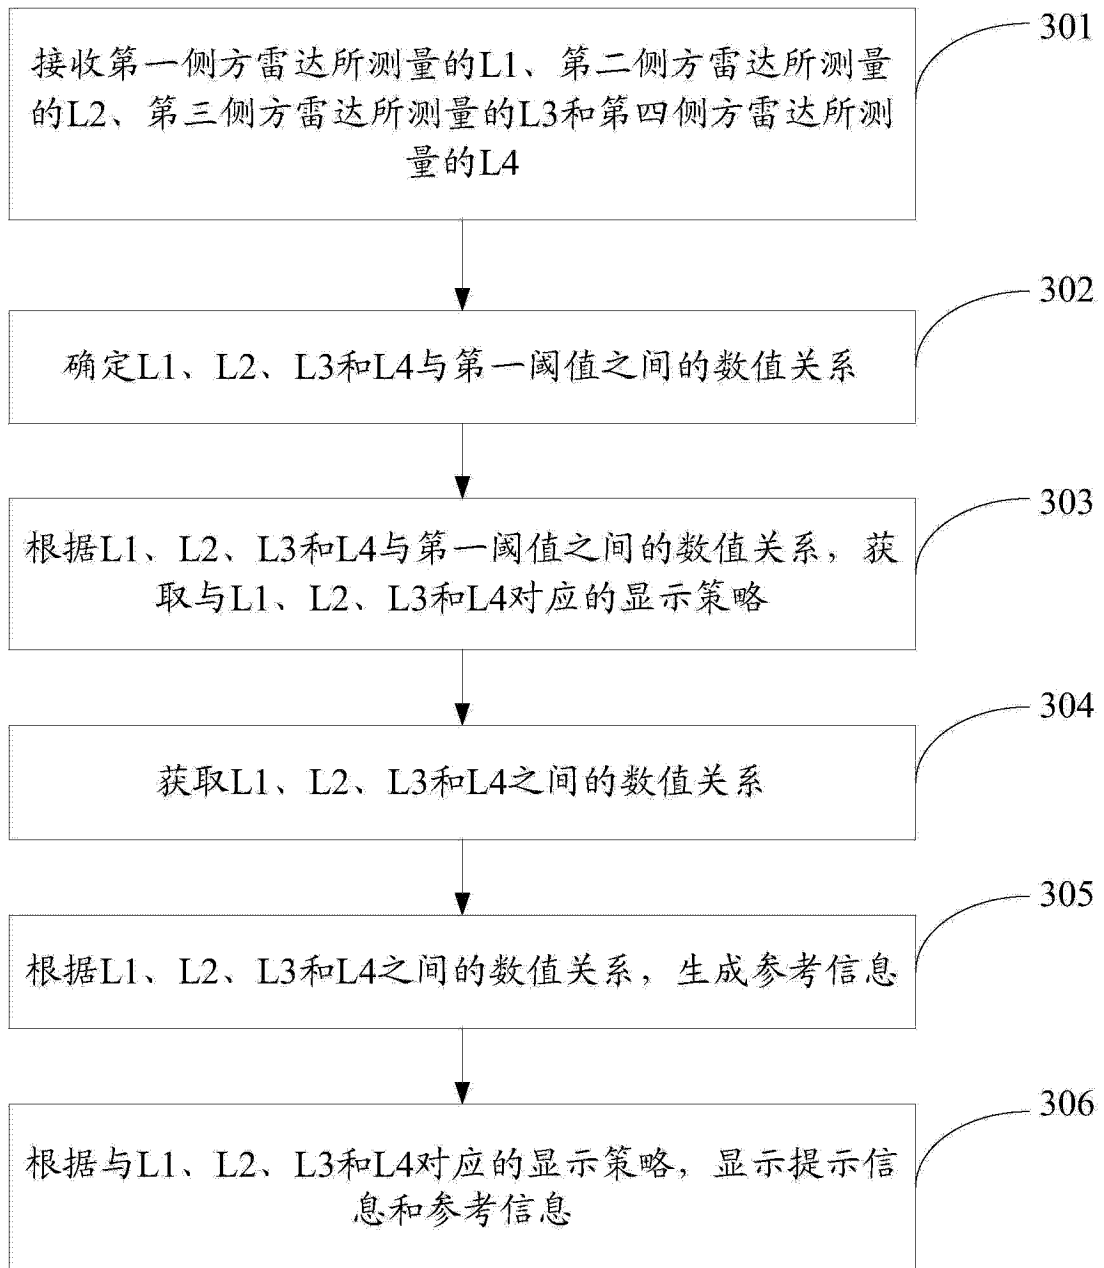 301
接收第一侧方雷达所测量的L1、第二侧方雷达所测量
的L2、第三侧方雷达所测量的L3和第四侧方雷达所测
量的L4
302
确定L1、L2、L3和L4与第一阈值之间的数值关系
303
根据L1、L2、L3和L4与第一阈值之间的数值关系，获
取与L1、L2、L3和L4对应的显示策略
304
获取L1、L2、L3和L4之间的数值关系
305
根据L1、L2、L3和L4之间的数值关系，生成参考信息
306
根据与L1、L2、L3和L4对应的显示策略，显示提示信
息和参考信息